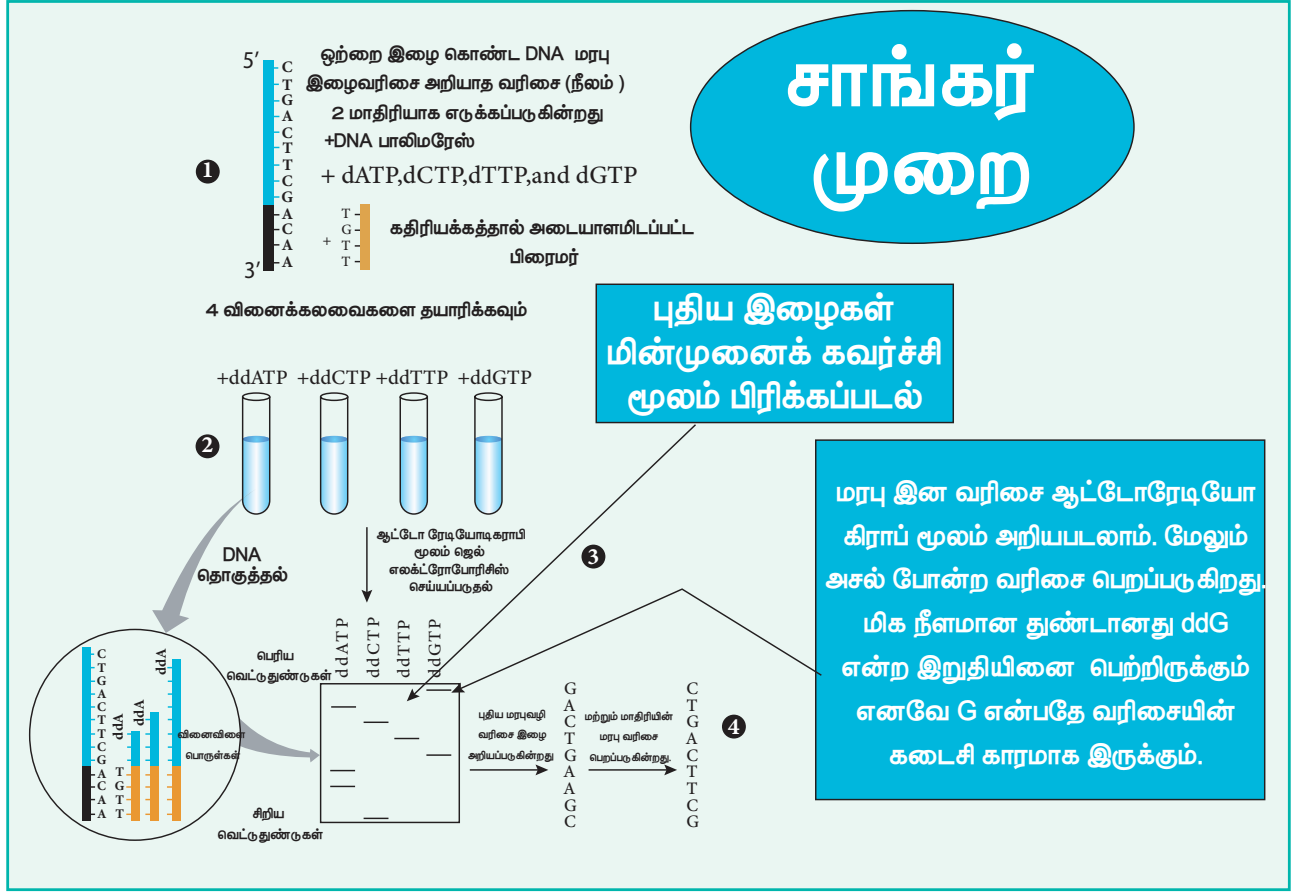 சாங்கர்
முறை
5′
C
T
G
A
C
T
T
C
G
A
C
A
A
3′
ஒற்றை இழை கொண்ட DNA மரபு
இழைவரிசை அறியாத வரிசை (நீலம் )
2 மாதிரியாக எடுக்கப்படுகின்றது
+DNA பாலிமரேஸ்
❶
+ dATP,dCTP,dTTP,and dGTP
T
G
+ T
T
கதிரியக்கத்தால் அடையாளமிடப்பட்ட
பிரைமர்
4 வினைக்கலவைகளை தயாரிக்கவும்
புதிய இழைகள்
மின்முனைக் கவர்ச்சி
மூலம் பிரிக்கப்படல்
+ddATP +ddCTP +ddTTP +ddGTP
❷
ஆட்டோ ரேடியோடிகராபி
மூலம் ஜெல்
எலக்ட்ரோபோரிசிஸ்
செய்யப்படுதல்
❸
DNA
தொகுத்தல்
மரபு இன வரிசை ஆட்டோரேடியோ
கிராப் மூலம் அறியபடலாம். மேலும்
அசல் போன்ற வரிசை பெறப்படுகிறது.
மிக நீளமான துண்டானது ddG
என்ற இறுதியினை பெற்றிருக்கும்
எனவே G என்பதே வரிசையின்
கடைசி காரமாக இருக்கும்.
ddATP
ddCTP
ddTTP
ddGTP
பெரிய
வெட்டுதுண்டுகள்
C
T
G
A
C
T
T
C
G
A
C
A
A
T
G
T
T
ddA
ddA
ddA
வினைவிளை
பொருள்கள்
சிறிய
வெட்டுதுண்டுகள்
புதிய மரபுவழி
வரிசை இழை
அறியப்படுகின்றது
G
A
C
T
G
A
A
G
C
மற்றும் மாதிரியின்
மரபு வரிசை
பெறப்படுகின்றது.
C
T
G
A
C
T
T
C
G
❹